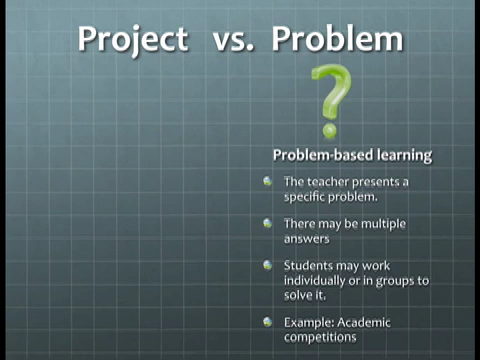 Project vs. Problem
?
Problem-based learning
The teacher presents a
specific problem.
There may be multiple
answers
Students may work
individually or in groups to
solve it.
Example: Academic
competitions